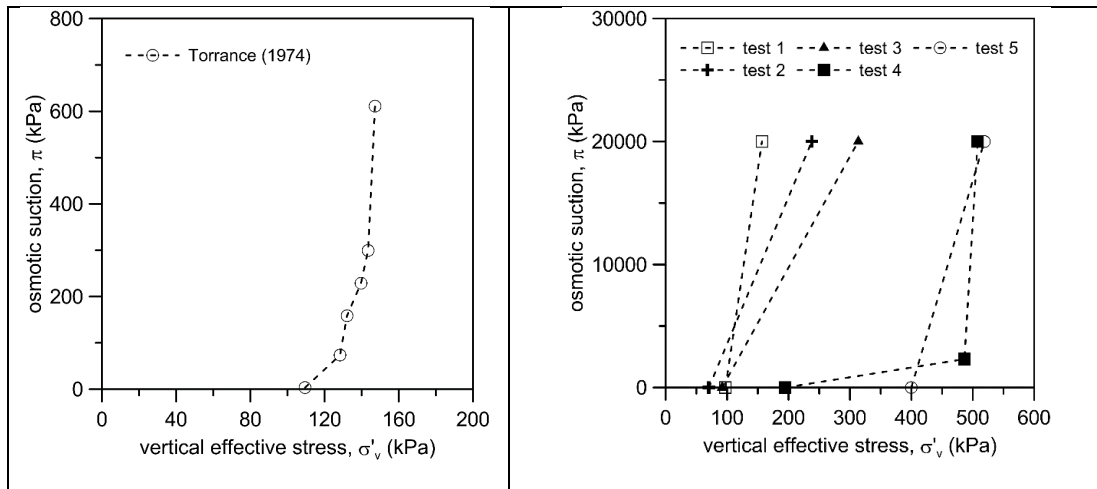 800
600
400
200
0
0 40 80 120 160 200
osmotic suction, π (kPa)
vertical effective stress, σ'v (kPa)
Torrance (1974)
30000
20000
10000
0
0 100 200 300 400 500 600
osmotic suction, π (kPa)
vertical effective stress, σ'v (kPa)
test 1 test 3 test 5
test 2 test 4